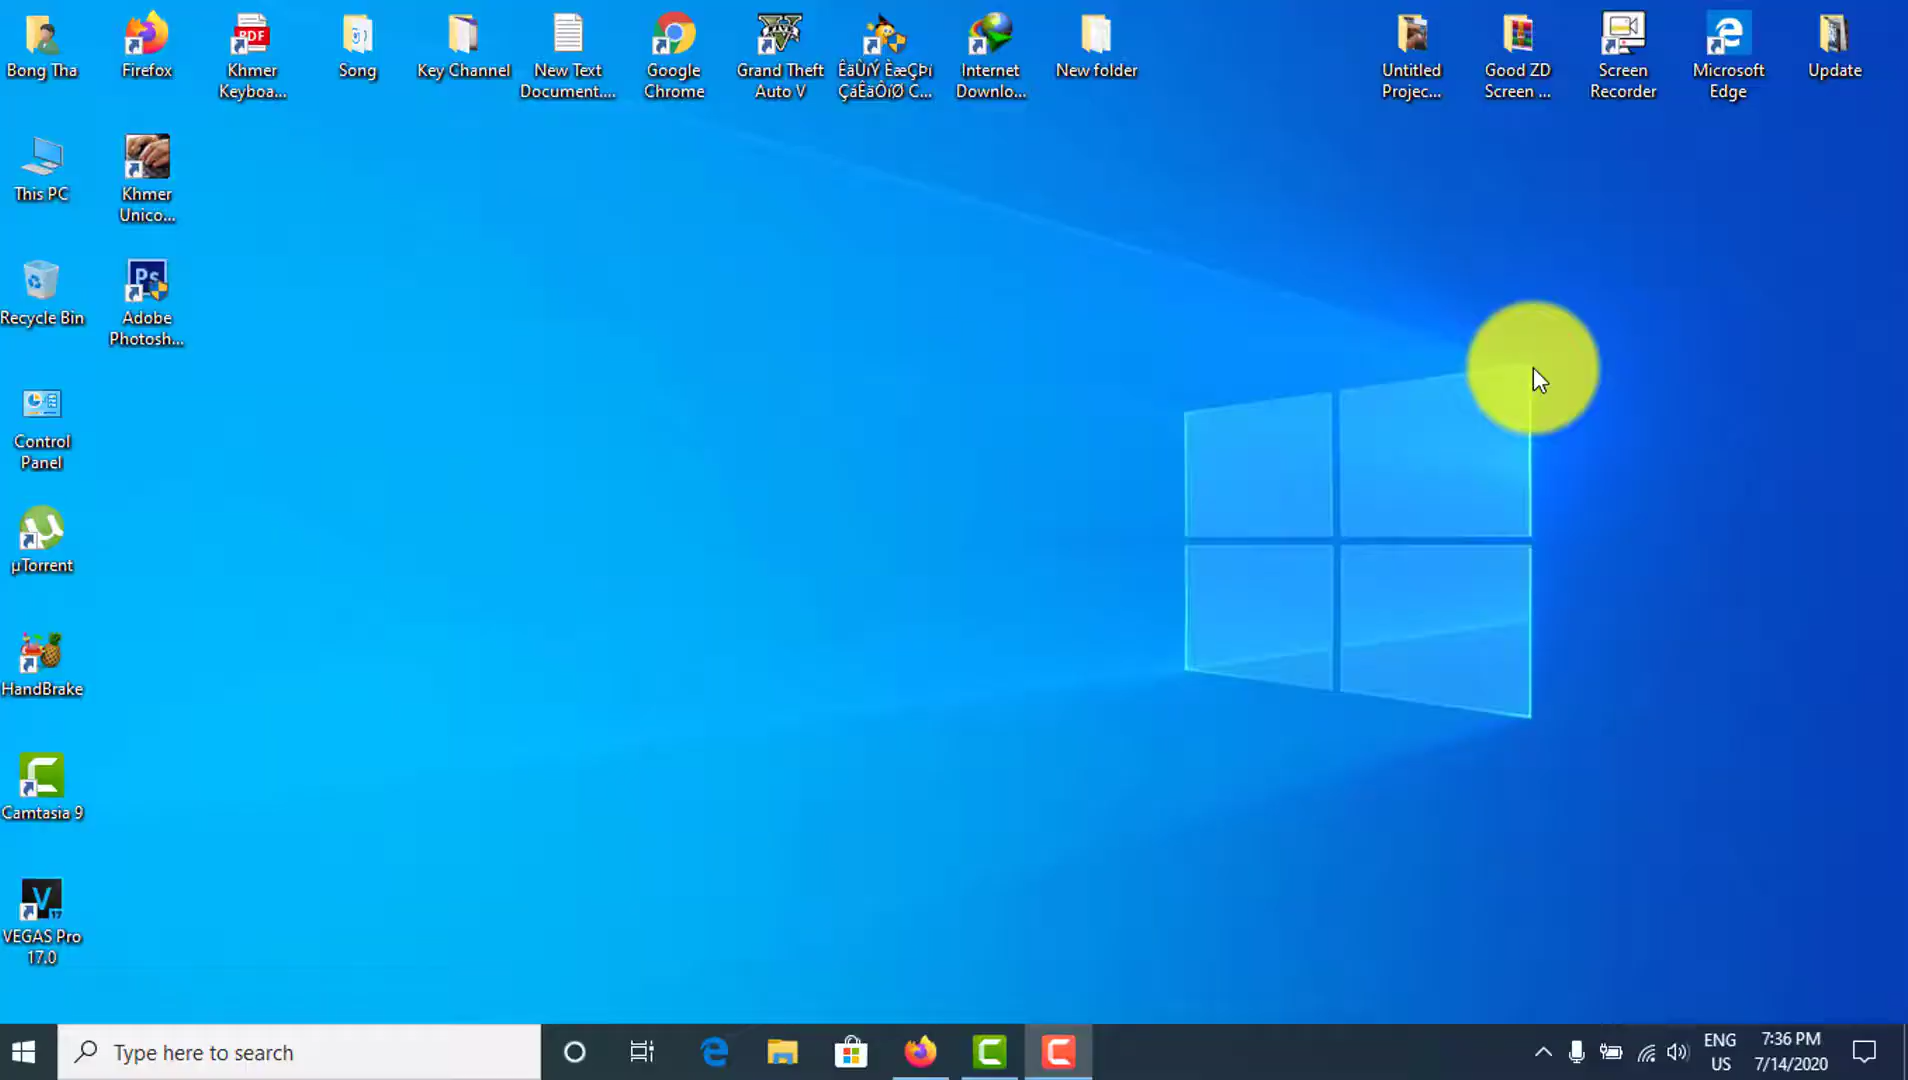 Bong Tha
Firefox
Khmer
Keyboa...
Song
Key Channel
New Text
Document....
Google
Chrome
Grand Theft
Auto V
ÊäÙíÝ ÈæÇÞí
ÇáÊäÔíØ C...
Internet
Downlo...
New folder
Untitled
Projec...
Good ZD
Screen ...
Screen
Recorder
Microsoft
Edge
Update
This PC
Khmer
Unico...
Recycle Bin
Adobe
Photosh...
Control
Panel
µTorrent
HandBrake
Camtasia 9
VEGAS Pro
17.0
Type here to search
ENG
US
7:36 PM
7/14/2020